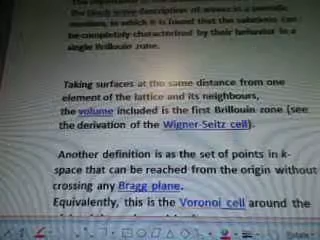 the Bloch wave description of waves in a periodic
medium, in which it is found that the solutions can
be completely characterized by their behavior in a
single Brillouin zone.
Taking surfaces at the same distance from one
element of the lattice and its neighbours,
the volume included is the first Brillouin zone (see
the derivation of the Wigner-Seitz cell).
Another definition is as the set of points in k-
space that can be reached from the origin without
crossing any Bragg plane.
Equivalently, this is the Voronoi cell around the